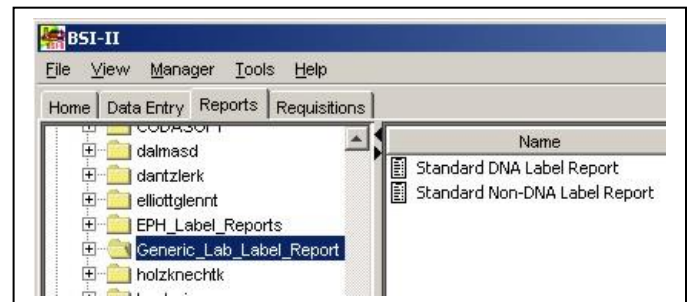 BSI-II
File View Manager Tools Help
Home Data Entry Reports Requisitions
CODASOFT
dalmasd
dantzlerk
elliottglennt
EPH_Label_Reports
Generic_Lab_Label_Report
holzknechtk
Name
Standard DNA Label Report
Standard Non-DNA Label Report